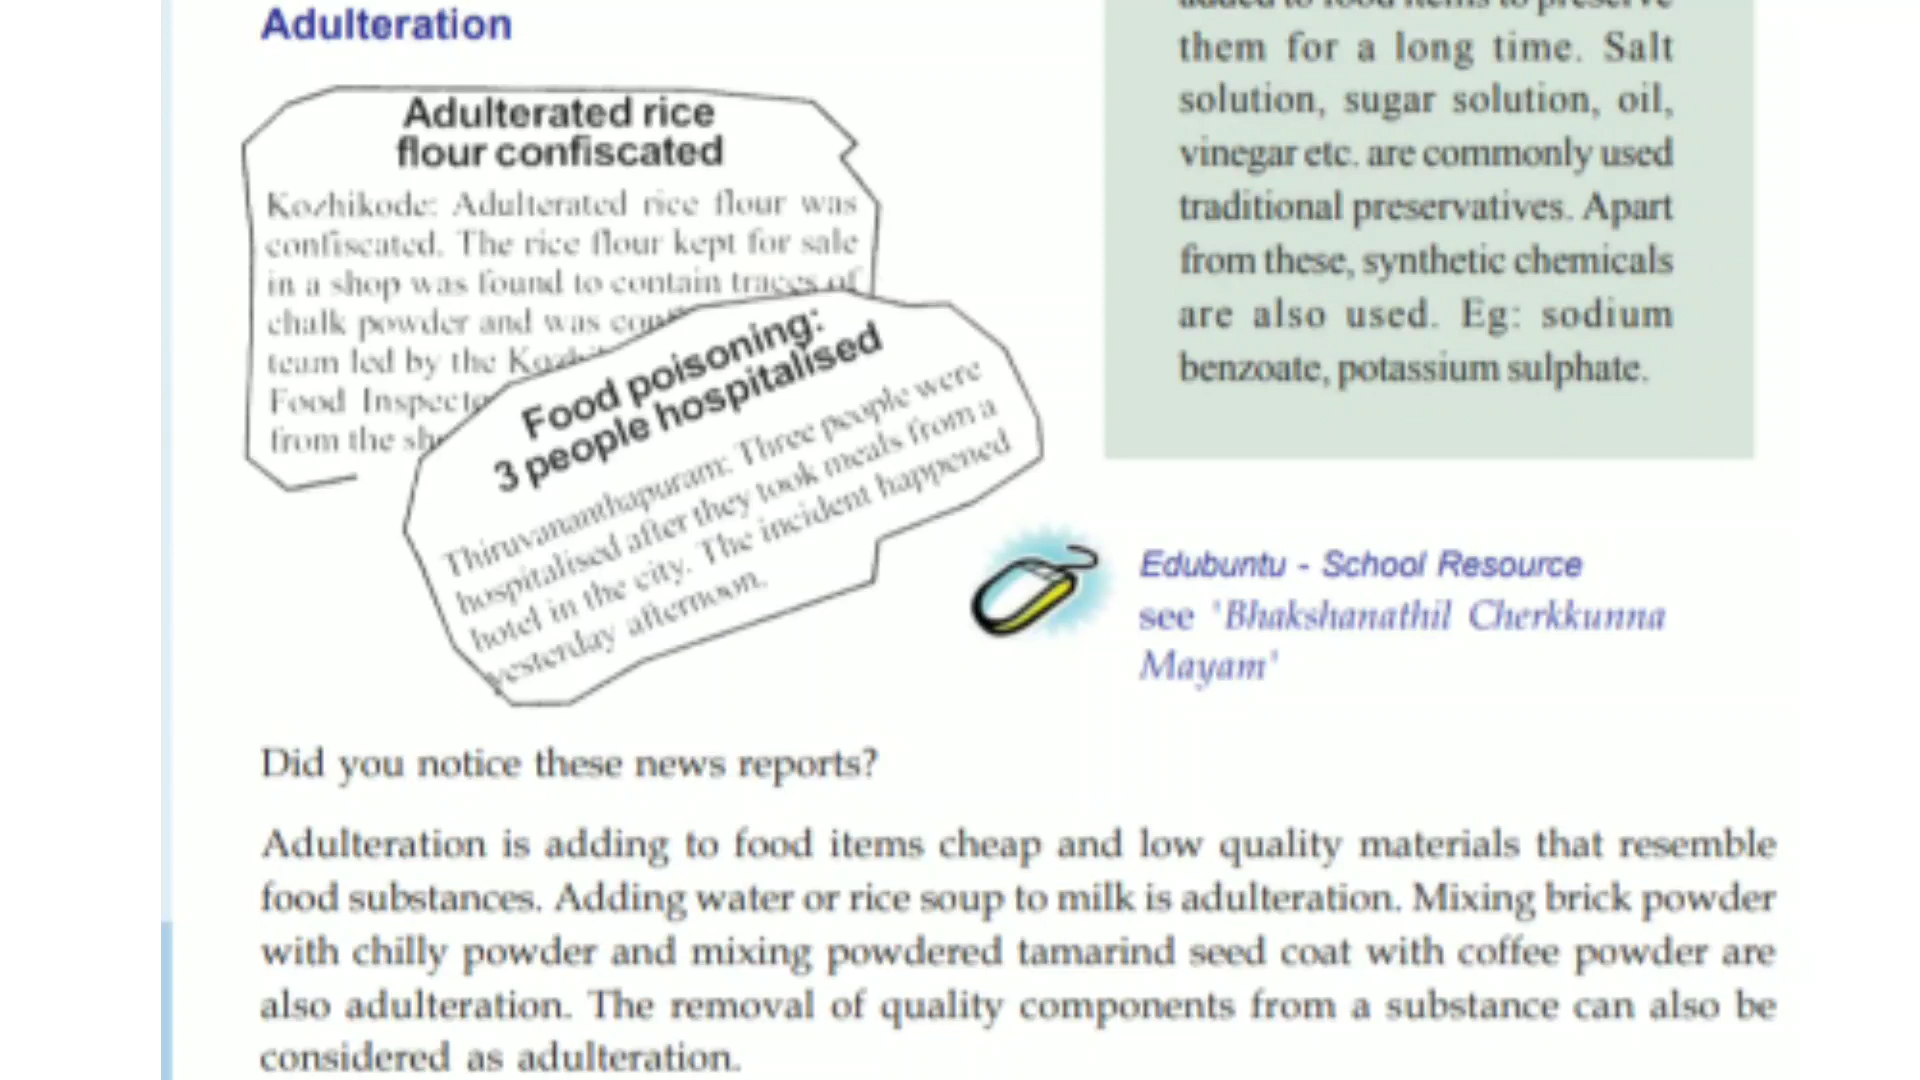 Adulteration
Adulterated rice
flour confiscated
Kozhikode: Adulterated rice flour was
confiscated. The rice flour kept for sale
in a shop was found to contain traces of
chalk powder and was
team led by the
Food
from the
Food poisoning:
3 people hospitalised
Thiruvananthapuram: Three people were
hospitalised after they took meals from a
hotel in the city. The incident happened
yesterday afternoon.
added to food items to preserve
them for a long time. Salt
solution, sugar solution, oil,
vinegar etc. are commonly used
traditional preservatives. Apart
from these, synthetic chemicals
are also used. Eg: sodium
benzoate, potassium sulphate.
Edubuntu - School Resource
see 'Bhakshanathil Cherkkunna
Mayam'
Did you notice these news reports?
Adulteration is adding to food items cheap and low quality materials that resemble
food substances. Adding water or rice soup to milk is adulteration. Mixing brick powder
with chilly powder and mixing powdered tamarind seed coat with coffee powder are
also adulteration. The removal of quality components from a substance can also be
considered as adulteration.